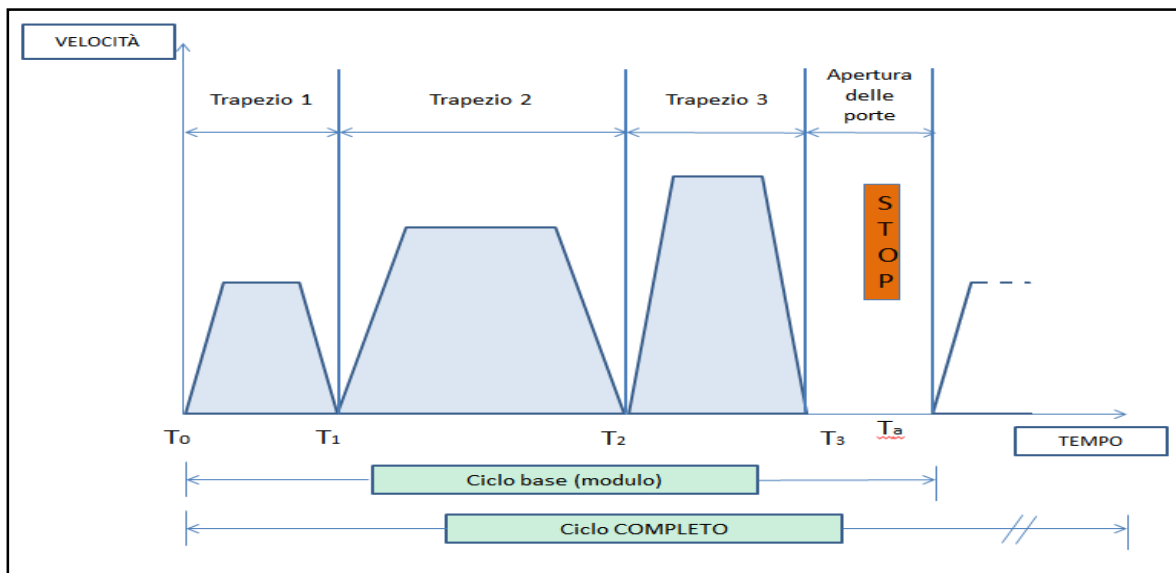 VELOCITÀ
Trapezio 1
Trapezio 2
Trapezio 3
Apertura
delle
porte
S
T
O
P
T₀
T₁
T₂
T₃
Tₐ
TEMPO
Ciclo base (modulo)
Ciclo COMPLETO